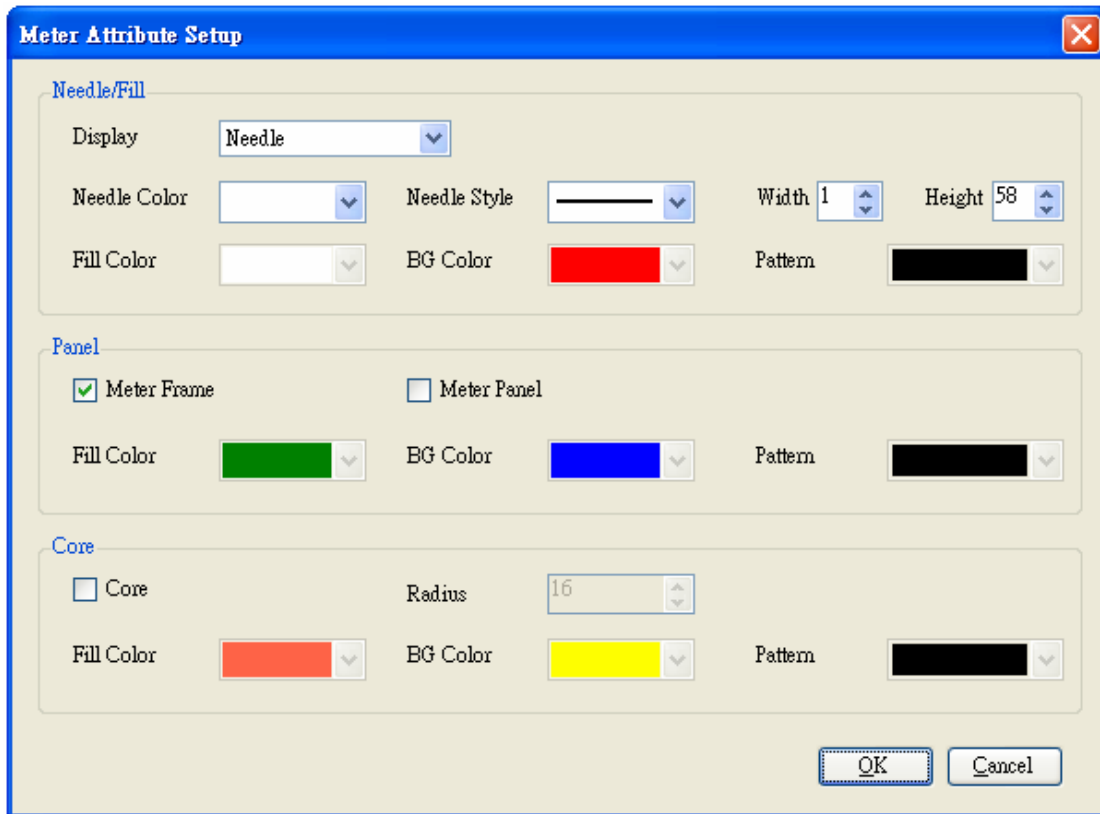 Meter Attribute Setup
Needle/Fill
Display Needle
Needle Color Needle Style Width 1 Height 58
Fill Color BG Color Pattern
Panel
Meter Frame Meter Panel
Fill Color BG Color Pattern
Core
Core Radius 16
Fill Color BG Color Pattern
OK Cancel